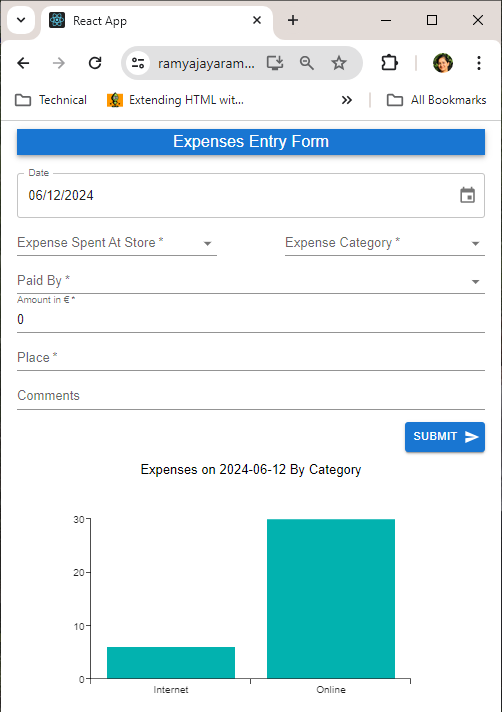 React App
ramyajayaram...
Technical
Extending HTML wit...
All Bookmarks
Expenses Entry Form
Date
06/12/2024
Expense Spent At Store *
Expense Category *
Paid By *
Amount in € *
0
Place *
Comments
SUBMIT
Expenses on 2024-06-12 By Category
30
20
10
0
Internet
Online